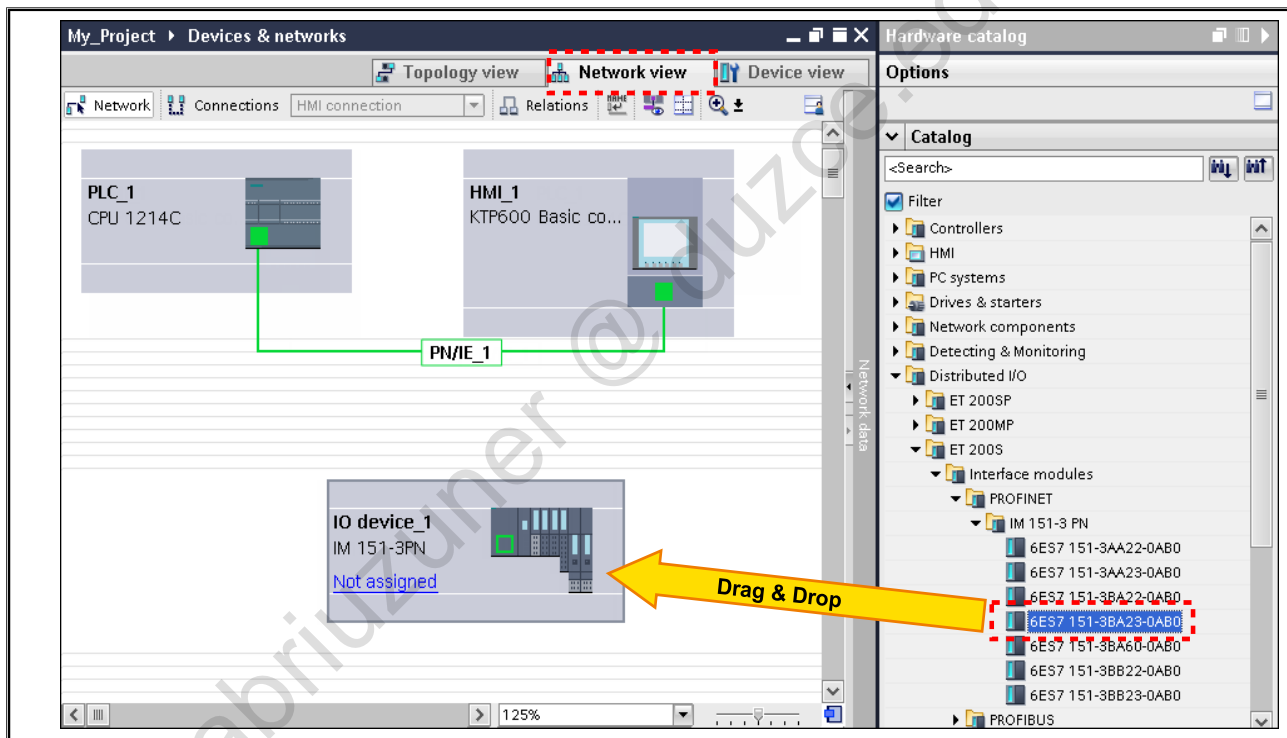 My_Project ▸ Devices & networks
Topology view
Network view
Device view
Network
Connections
HMI connection
Relations
NAME
PLC_1
CPU 1214C
HMI_1
KTP600 Basic co...
PN/IE_1
IO device_1
IM 151-3PN
Not assigned
Drag & Drop
Network data
125%
Hardware catalog
Options
Catalog
<Search>
Filter
Controllers
HMI
PC systems
Drives & starters
Network components
Detecting & Monitoring
Distributed I/O
ET 200SP
ET 200MP
ET 200S
Interface modules
PROFINET
IM 151-3 PN
6ES7 151-3AA22-0AB0
6ES7 151-3AA23-0AB0
6ES7 151-3BA22-0AB0
6ES7 151-3BA23-0AB0
6ES7 151-3BA60-0AB0
6ES7 151-3BB22-0AB0
6ES7 151-3BB23-0AB0
PROFIBUS
abriuzuner @ duzce.ed